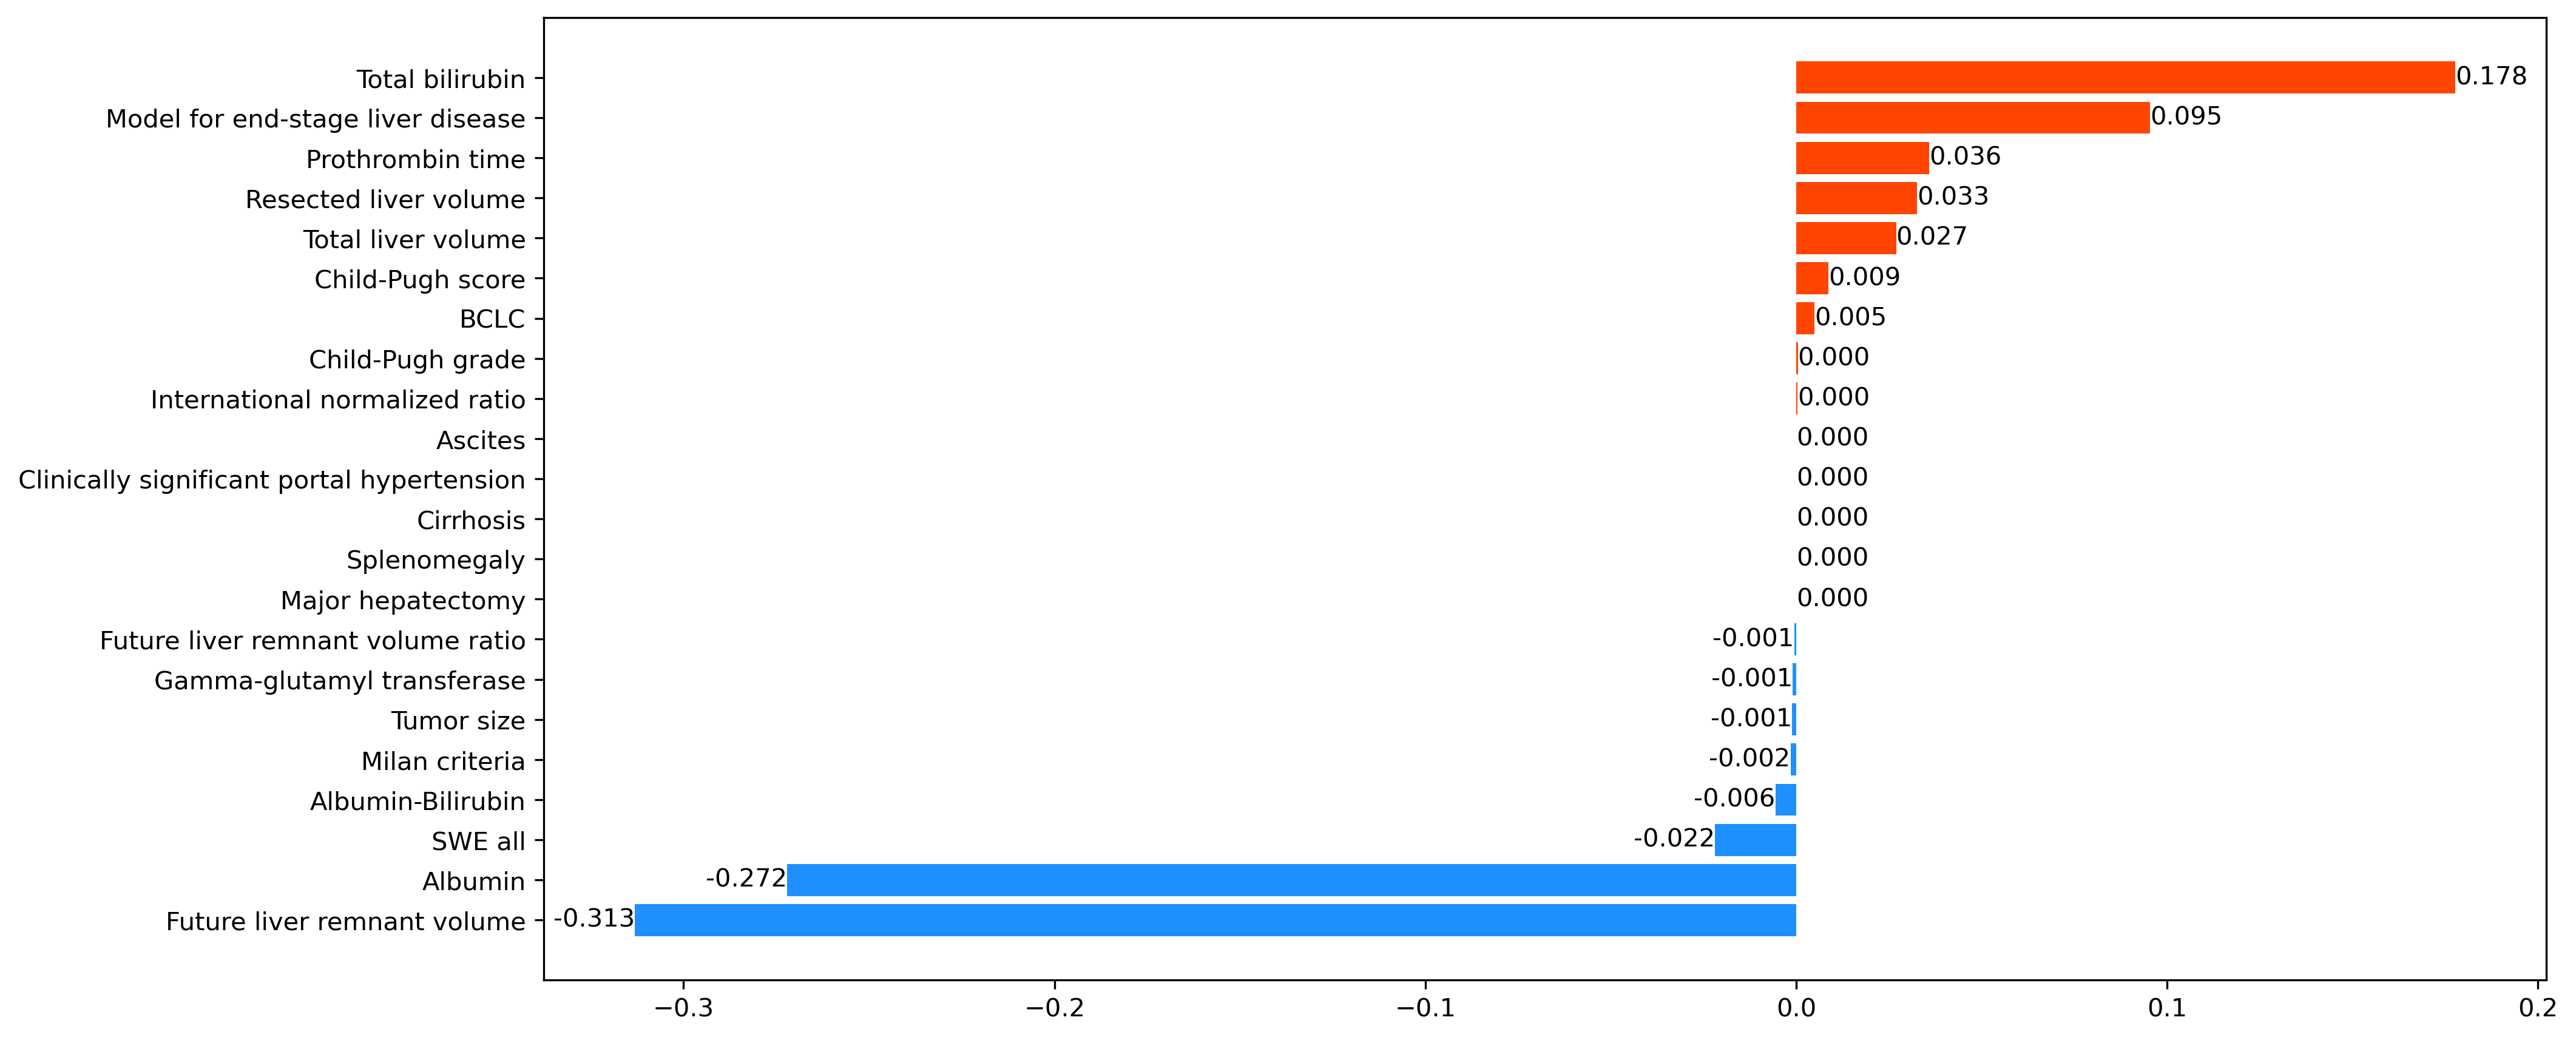 Total bilirubin 0.178
Model for end-stage liver disease 0.095
Prothrombin time 0.036
Resected liver volume 0.033
Total liver volume 0.027
Child-Pugh score 0.009
BCLC 0.005
Child-Pugh grade 0.000
International normalized ratio 0.000
Ascites 0.000
Clinically significant portal hypertension 0.000
Cirrhosis 0.000
Splenomegaly 0.000
Major hepatectomy 0.000
Future liver remnant volume ratio -0.001
Gamma-glutamyl transferase -0.001
Tumor size -0.001
Milan criteria -0.002
Albumin-Bilirubin -0.006
SWE all -0.022
Albumin -0.272
Future liver remnant volume -0.313
−0.3 −0.2 −0.1 0.0 0.1 0.2